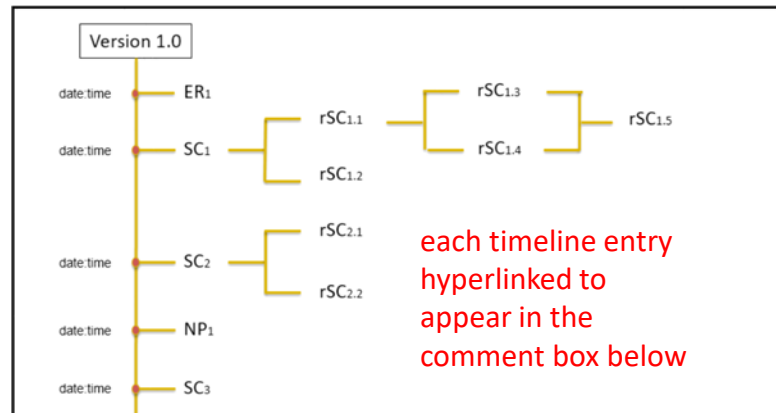 Version 1.0
date:time ER1 rSC1.3
rSC1.1 rSC1.5
date:time SC1 rSC1.4
rSC1.2
rSC2.1
each timeline entry
date:time SC2 hyperlinked to
rSC2.2
appear in the
date:time NP1
comment box below
date:time SC3